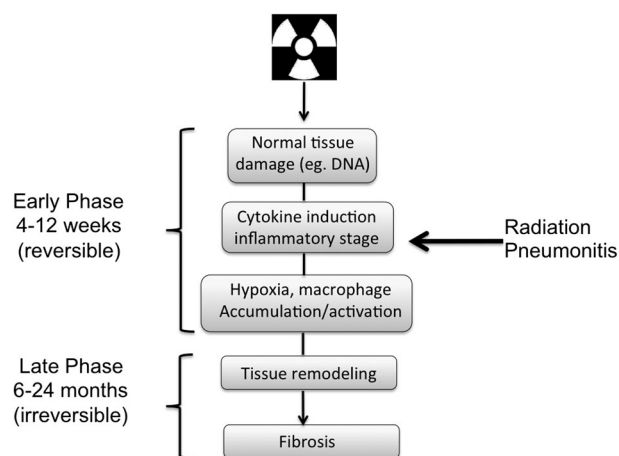 Normal tissue
damage (eg. DNA)
Early Phase
4-12 weeks
(reversible)
Cytokine induction
inflammatory stage
Radiation
Pneumonitis
Hypoxia, macrophage
Accumulation/activation
Late Phase
6-24 months
(irreversible)
Tissue remodeling
Fibrosis